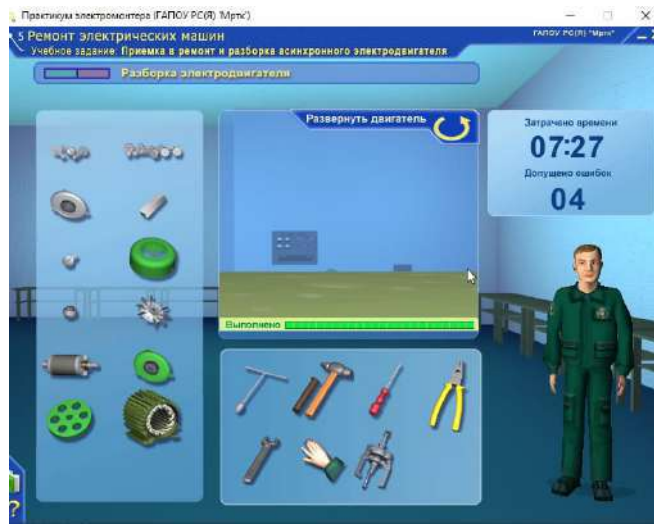 Практикум электромонтера (ГАПОУ РС(Я) 'Мртк')
5 Ремонт электрических машин
ГАПОУ РС(Я) "Мртк"
Учебное задание: Приемка в ремонт и разборка асинхронного электродвигателя
Разборка электродвигателя
Развернуть двигатель
Затрачено времени
07:27
Допущено ошибок
04
Выполнено
?